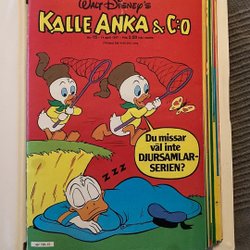 WALT DISNEY'S
KALLE ANKA & C:O
Du missar
väl inte
DJURSAMLAR-
SERIEN?
ZZZ